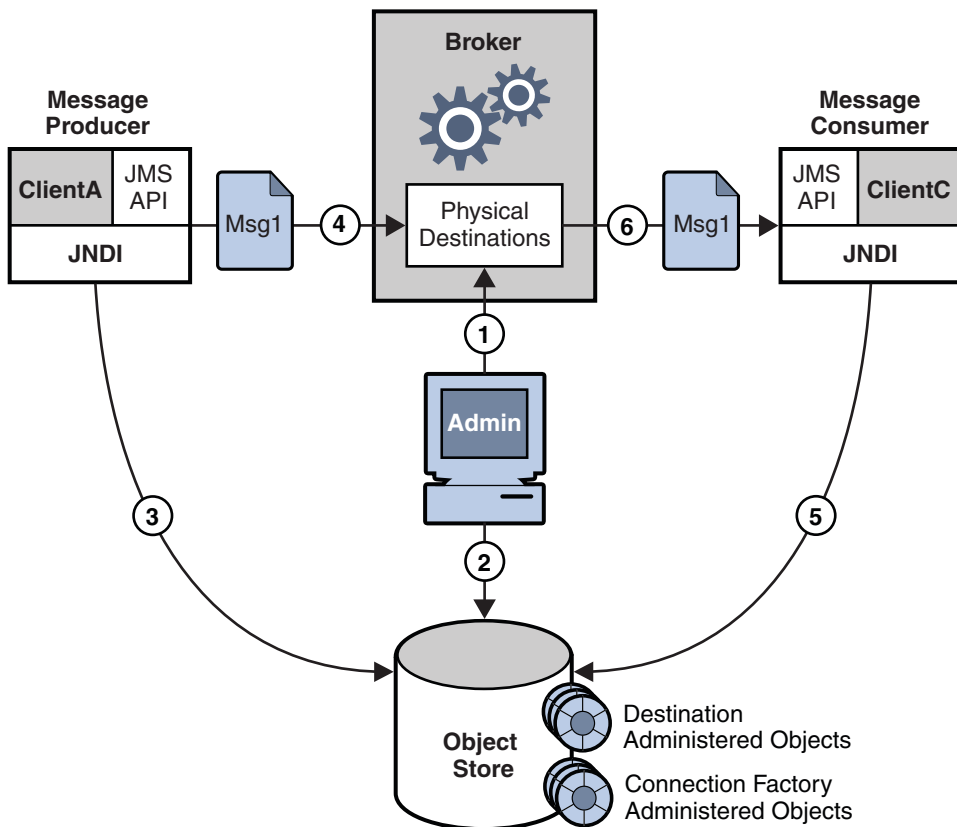 Broker
Message
Producer
Message
Consumer
ClientA
JMS
API
JNDI
Msg1
4
Physical
Destinations
6
Msg1
JMS
API
ClientC
JNDI
1
Admin
3
5
2
Object
Store
Destination
Administered Objects
Connection Factory
Administered Objects